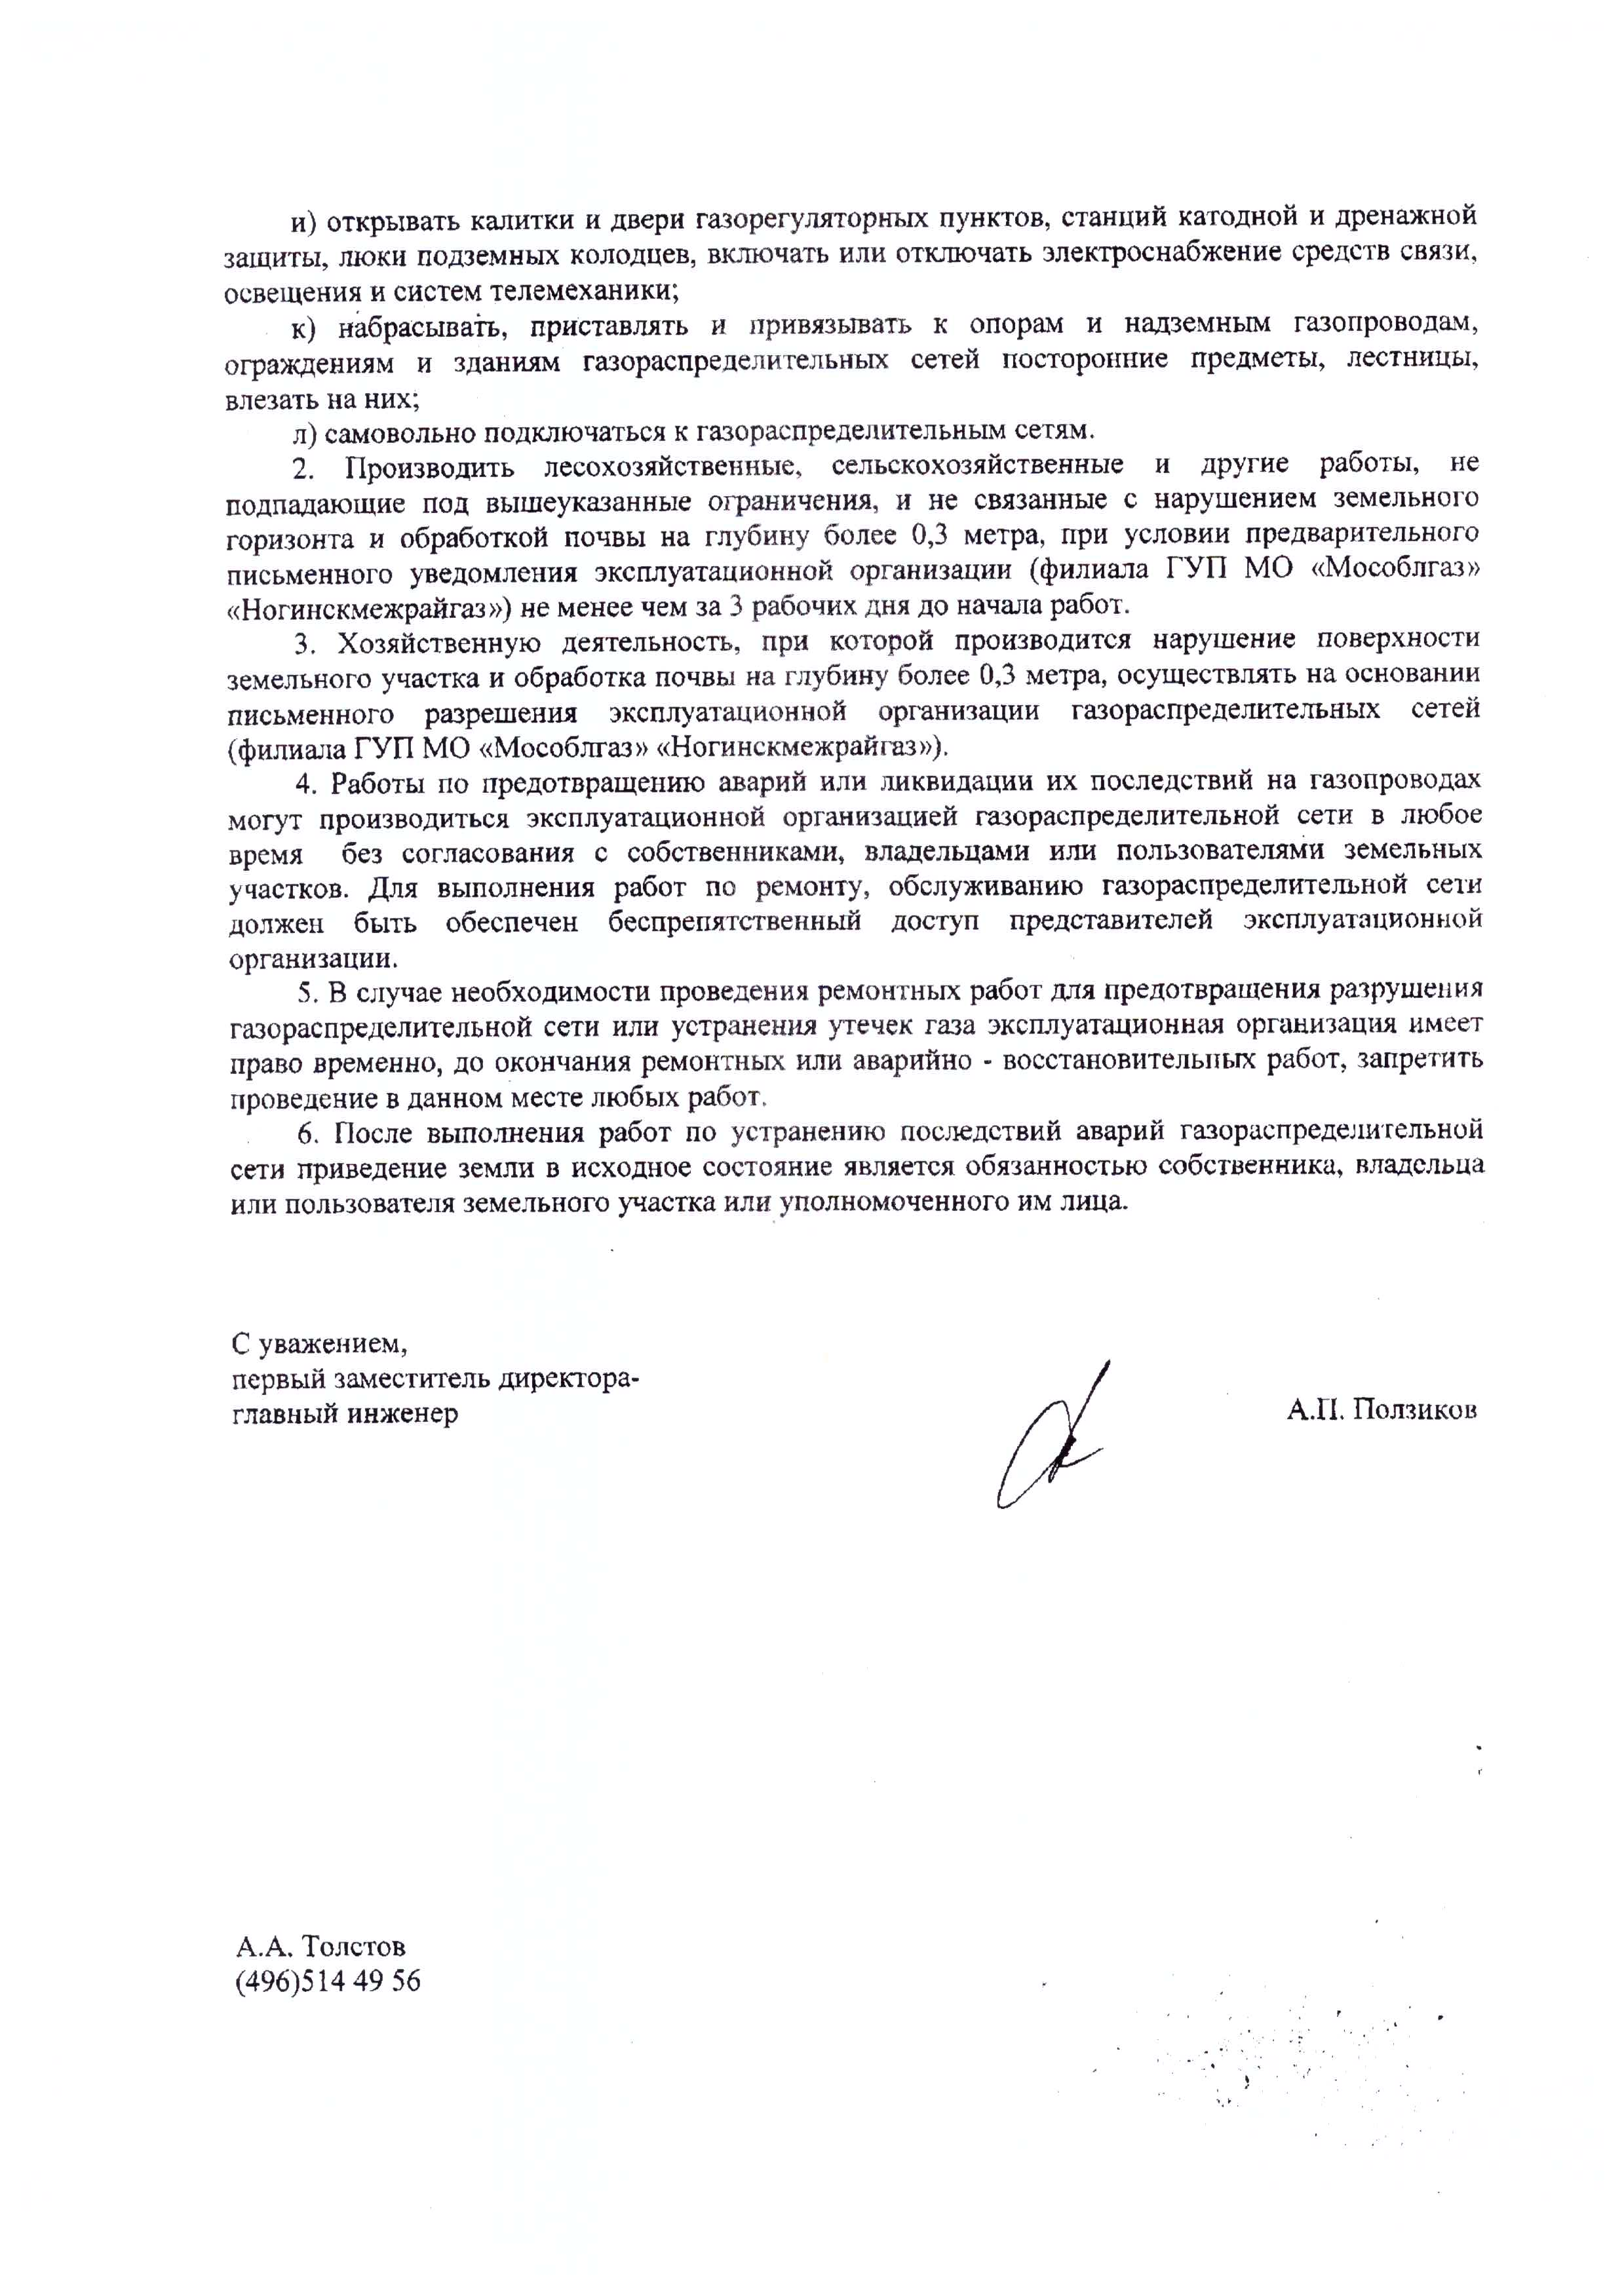 и) открывать калитки и двери газорегуляторных пунктов, станций катодной и дренажной
защиты, люки подземных колодцев, включать или отключать электроснабжение средств связи,
освещения и систем телемеханики;
к) набрасывать, приставлять и привязывать к опорам и надземным газопроводам,
ограждениям и зданиям газораспределительных сетей посторонние предметы, лестницы,
влезать на них;
л) самовольно подключаться к газораспределительным сетям.
2. Производить лесохозяйственные, сельскохозяйственные и другие работы, не
подпадающие под вышеуказанные ограничения, и не связанные с нарушением земельного
горизонта и обработкой почвы на глубину более 0,3 метра, при условии предварительного
письменного уведомления эксплуатационной организации (филиала ГУП МО «Мособлгаз»
«Ногинскмежрайгаз») не менее чем за 3 рабочих дня до начала работ.
3. Хозяйственную деятельность, при которой производится нарушение поверхности
земельного участка и обработка почвы на глубину более 0,3 метра, осуществлять на основании
письменного разрешения эксплуатационной организации газораспределительных сетей
(филиала ГУП МО «Мособлгаз» «Ногинскмежрайгаз»).
4. Работы по предотвращению аварий или ликвидации их последствий на газопроводах
могут производиться эксплуатационной организацией газораспределительной сети в любое
время без согласования с собственниками, владельцами или пользователями земельных
участков. Для выполнения работ по ремонту, обслуживанию газораспределительной сети
должен быть обеспечен беспрепятственный доступ представителей эксплуатационной
организации.
5. В случае необходимости проведения ремонтных работ для предотвращения разрушения
газораспределительной сети или устранения утечек газа эксплуатационная организация имеет
право временно, до окончания ремонтных или аварийно - восстановительных работ, запретить
проведение в данном месте любых работ.
6. После выполнения работ по устранению последствий аварий газораспределительной
сети приведение земли в исходное состояние является обязанностью собственника, владельца
или пользователя земельного участка или уполномоченного им лица.
С уважением,
первый заместитель директора-
главный инженер
А.П. Ползиков
А.А. Толстов
(496)514 49 56